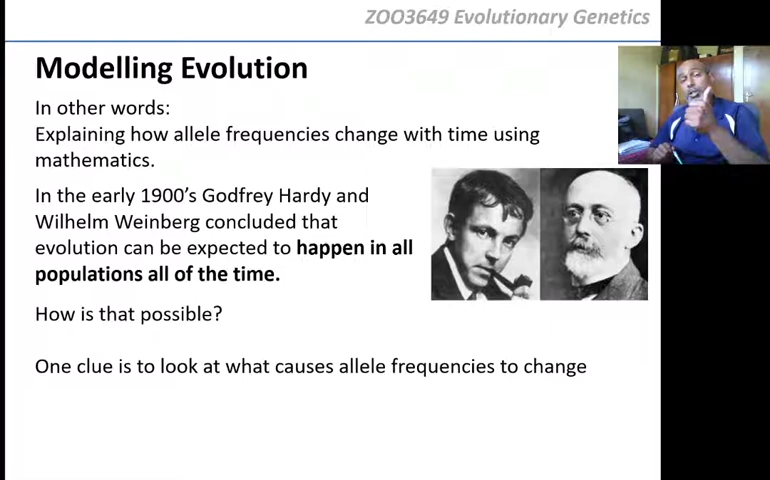 ZOO3649 Evolutionary Genetics
Modelling Evolution
In other words:
Explaining how allele frequencies change with time using
mathematics.
In the early 1900’s Godfrey Hardy and
Wilhelm Weinberg concluded that
evolution can be expected to happen in all
populations all of the time.
How is that possible?
One clue is to look at what causes allele frequencies to change